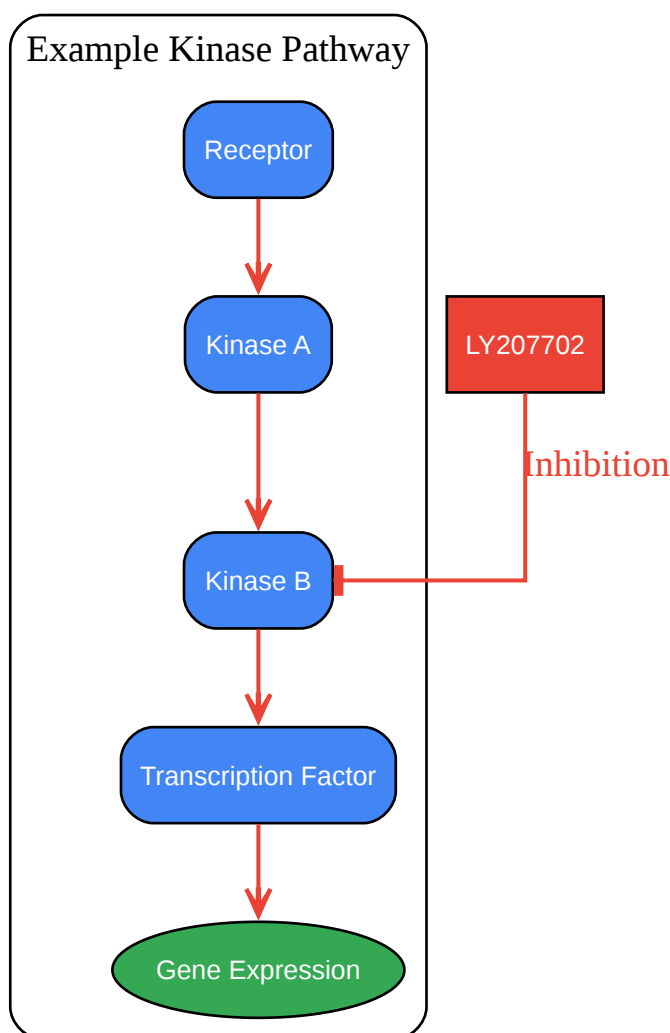 Example Kinase Pathway
Receptor
Kinase A
LY207702
Inhibition
Kinase B
Transcription Factor
Gene Expression